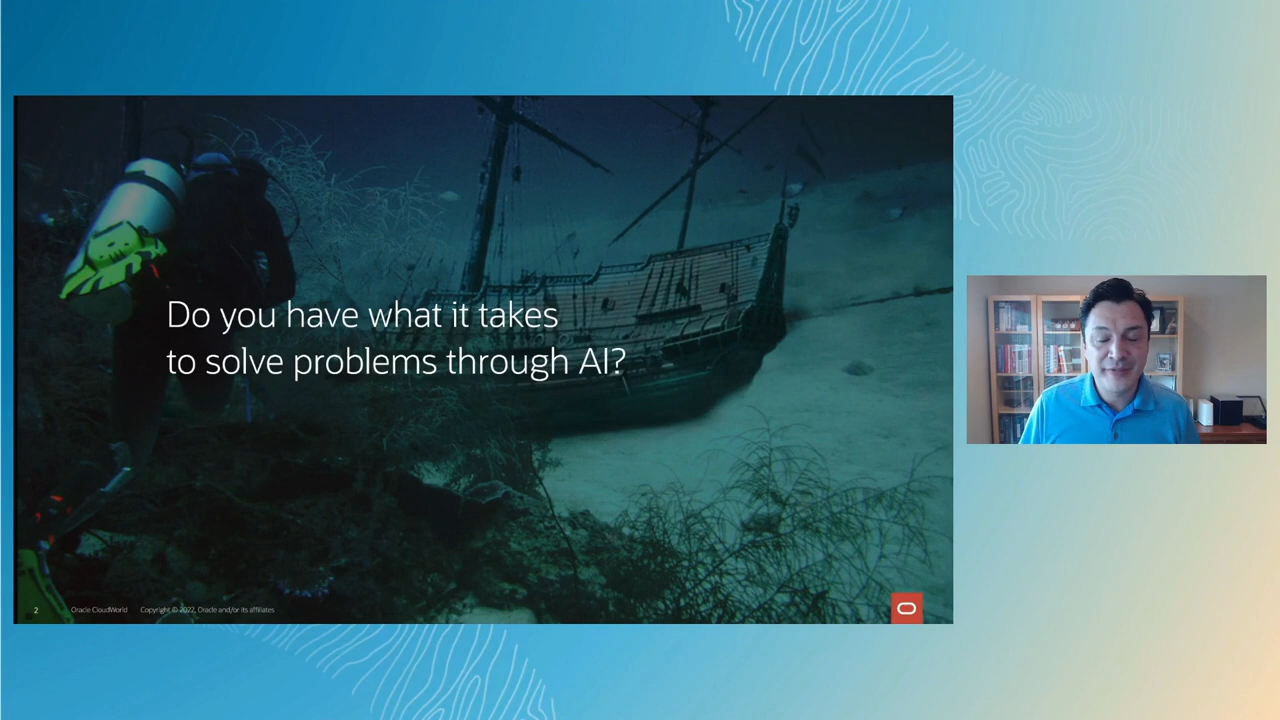 Do you have what it takes
to solve problems through AI?
2 Oracle CloudWorld Copyright © 2022, Oracle and/or its affiliates